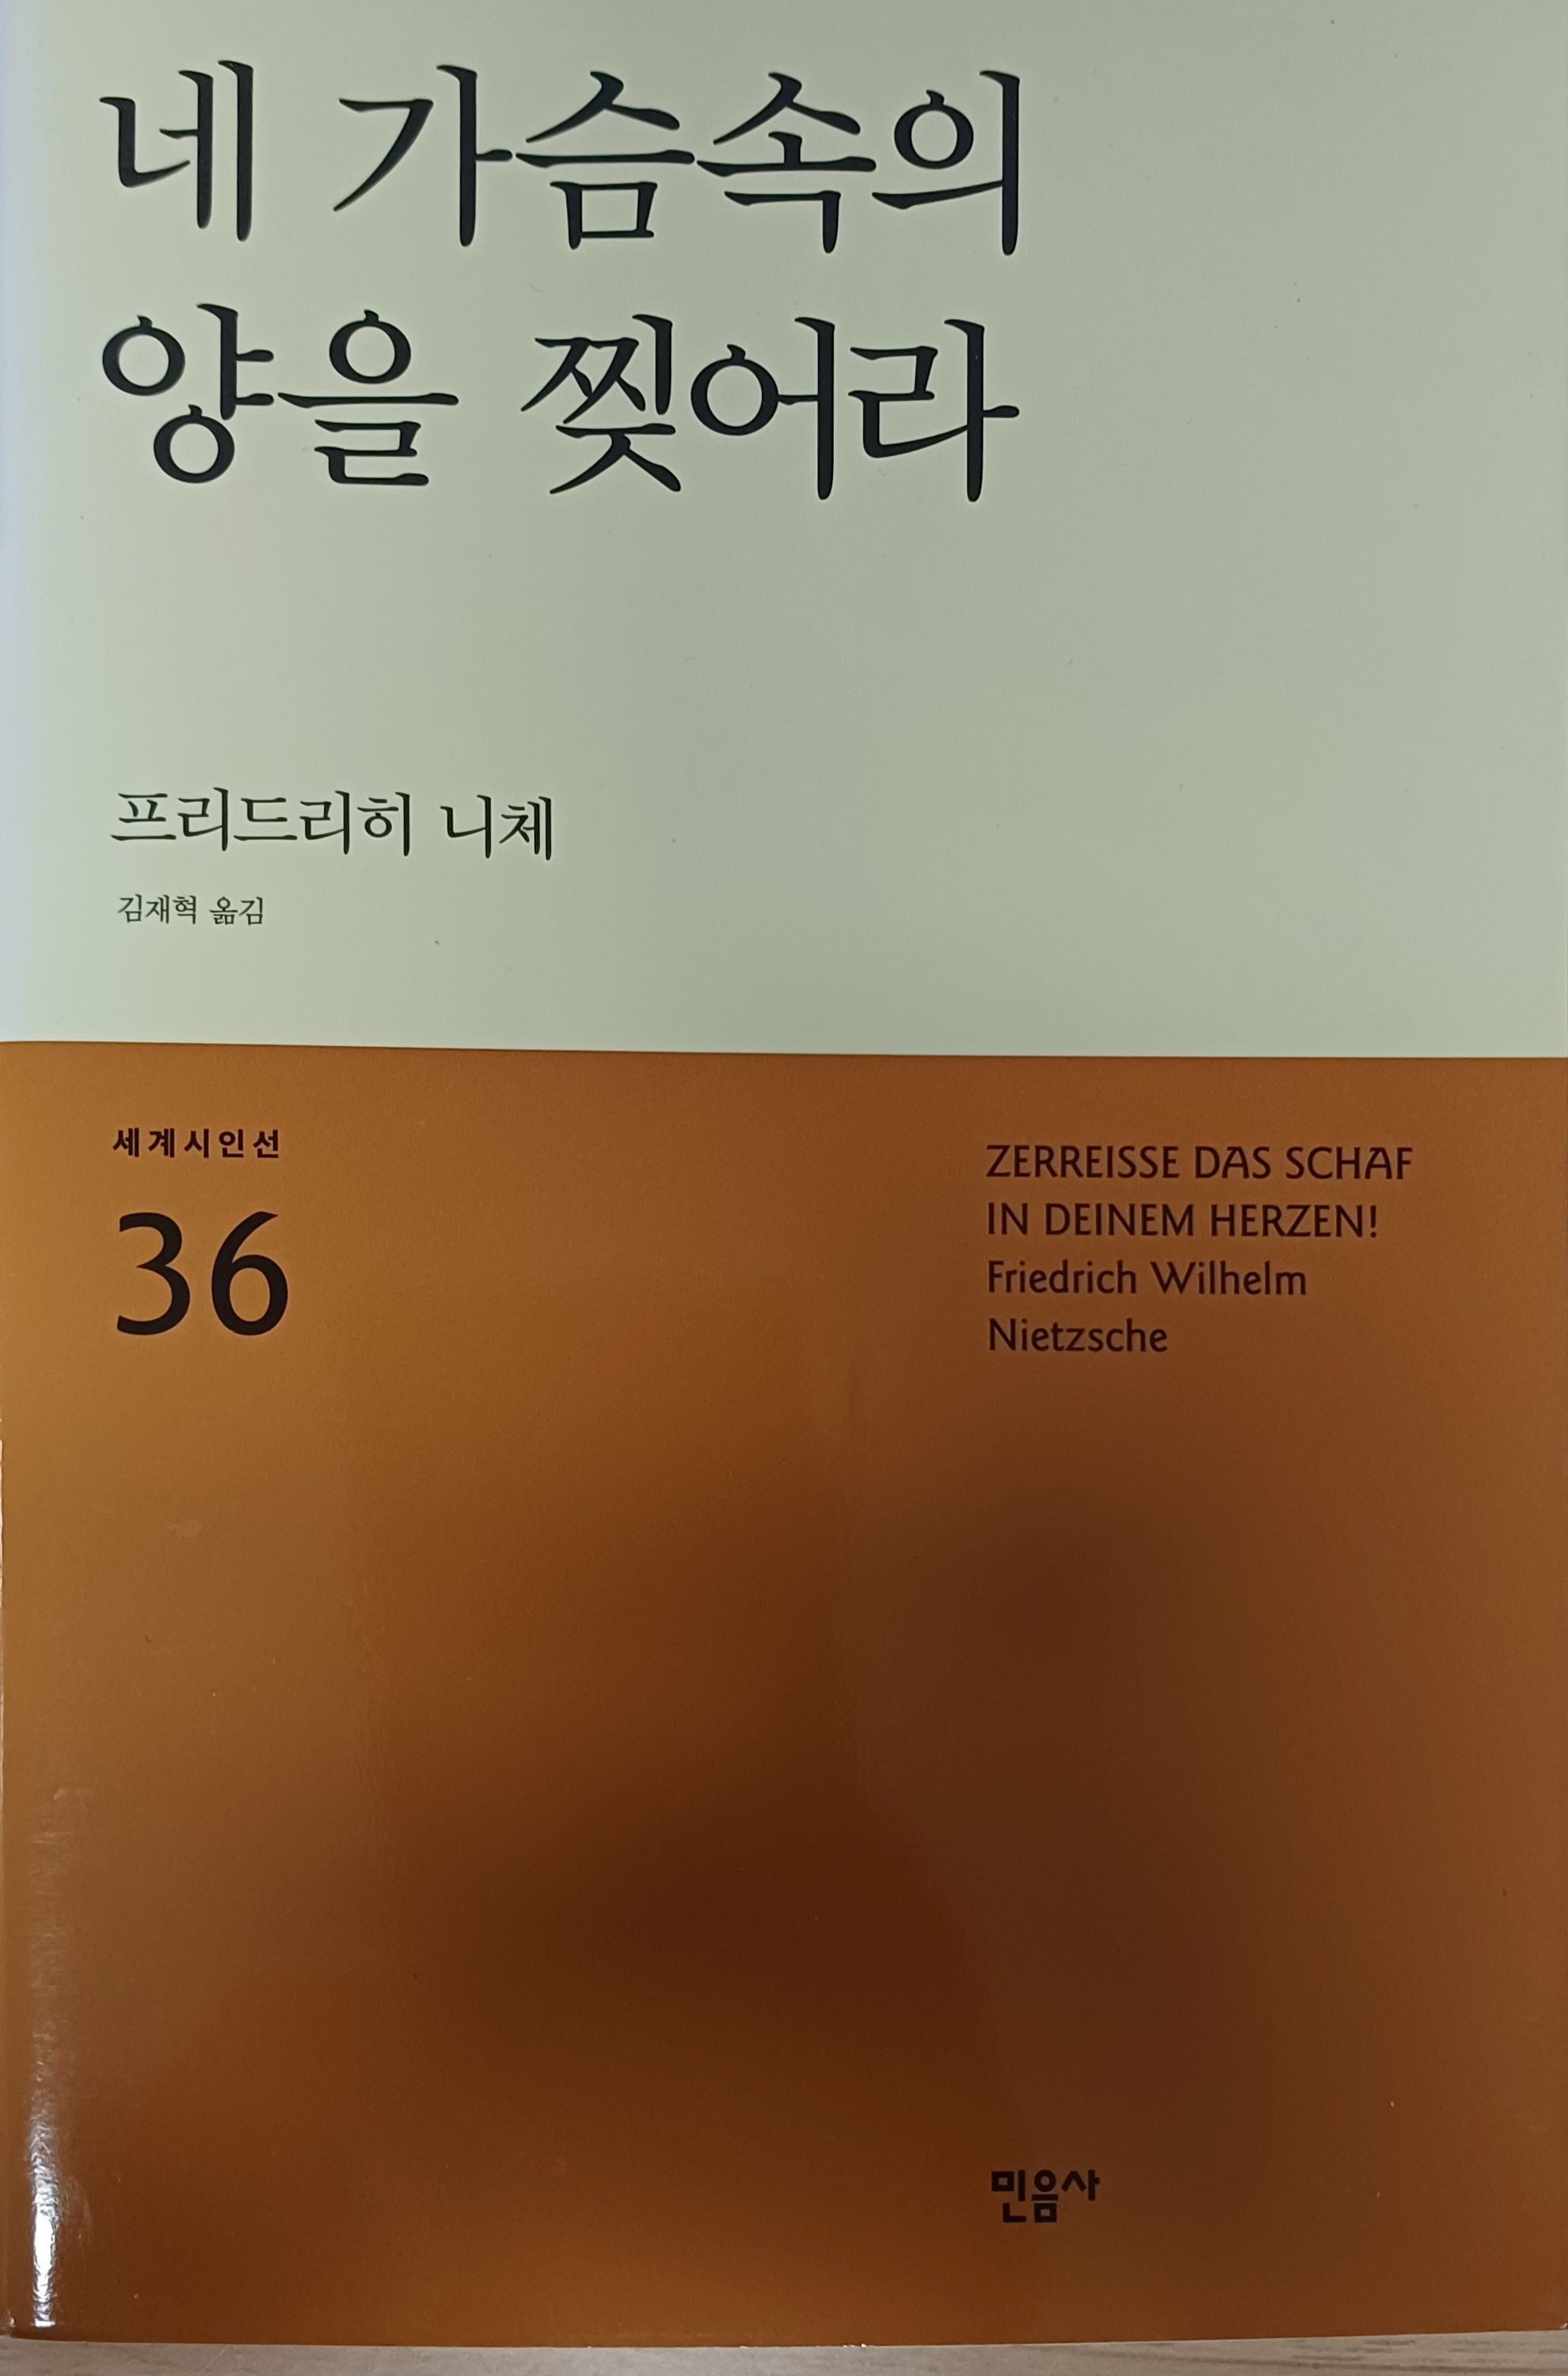 네 가슴속의
양을 찢어라
프리드리히 니체
김재혁 옮김
세계시인선
36
ZERREISSE DAS SCHAF
IN DEINEM HERZEN!
Friedrich Wilhelm
Nietzsche
민음사